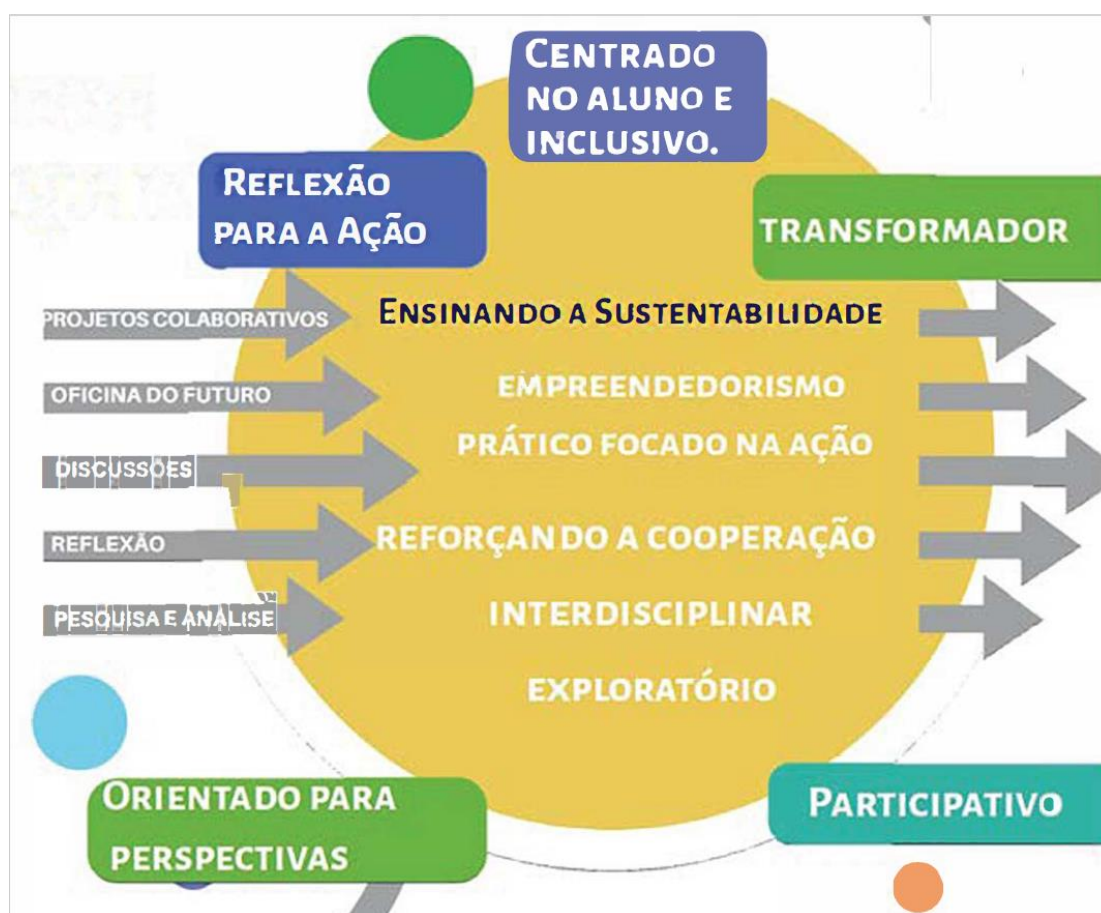 CENTRADO
NO ALUNO E
INCLUSIVO.
REFLEXÃO
PARA A AÇÃO
TRANSFORMADOR
PROJETOS COLABORATIVOS
ENSINANDO A SUSTENTABILIDADE
OFICINA DO FUTURO
EMPREENDEDORISMO
PRÁTICO FOCADO NA AÇÃO
DISCUSSÕES
REFLEXÃO
REFORÇANDO A COOPERAÇÃO
PESQUISA E ANÁLISE
INTERDISCIPLINAR
EXPLORATÓRIO
ORIENTADO PARA
PERSPECTIVAS
PARTICIPATIVO